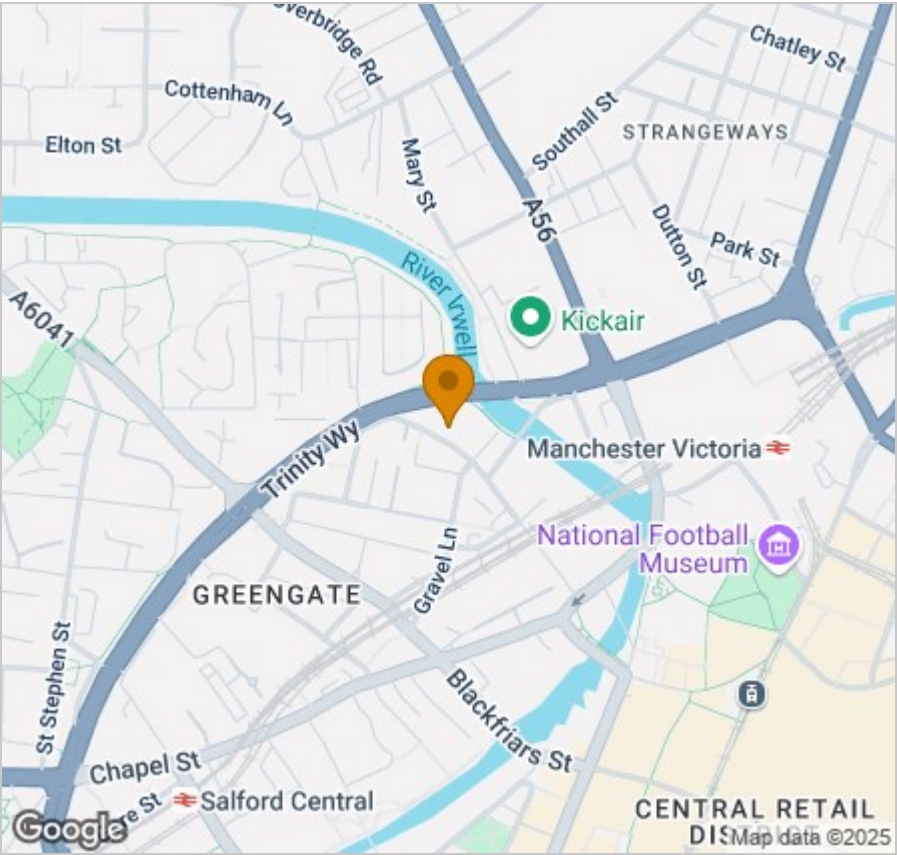 Overbridge Rd
Chatley St
Cottenham Ln
Southall St
STRANGEWAYS
Elton St
Mary St
A56
Dutton St
Park St
River Irwell
A6041
Kickair
Trinity Wy
Manchester Victoria
National Football
Museum
Gravel Ln
GREENGATE
St Stephen St
Blackfriars St
Chapel St
Salford Central
CENTRAL RETAIL
Google
Map data ©2025